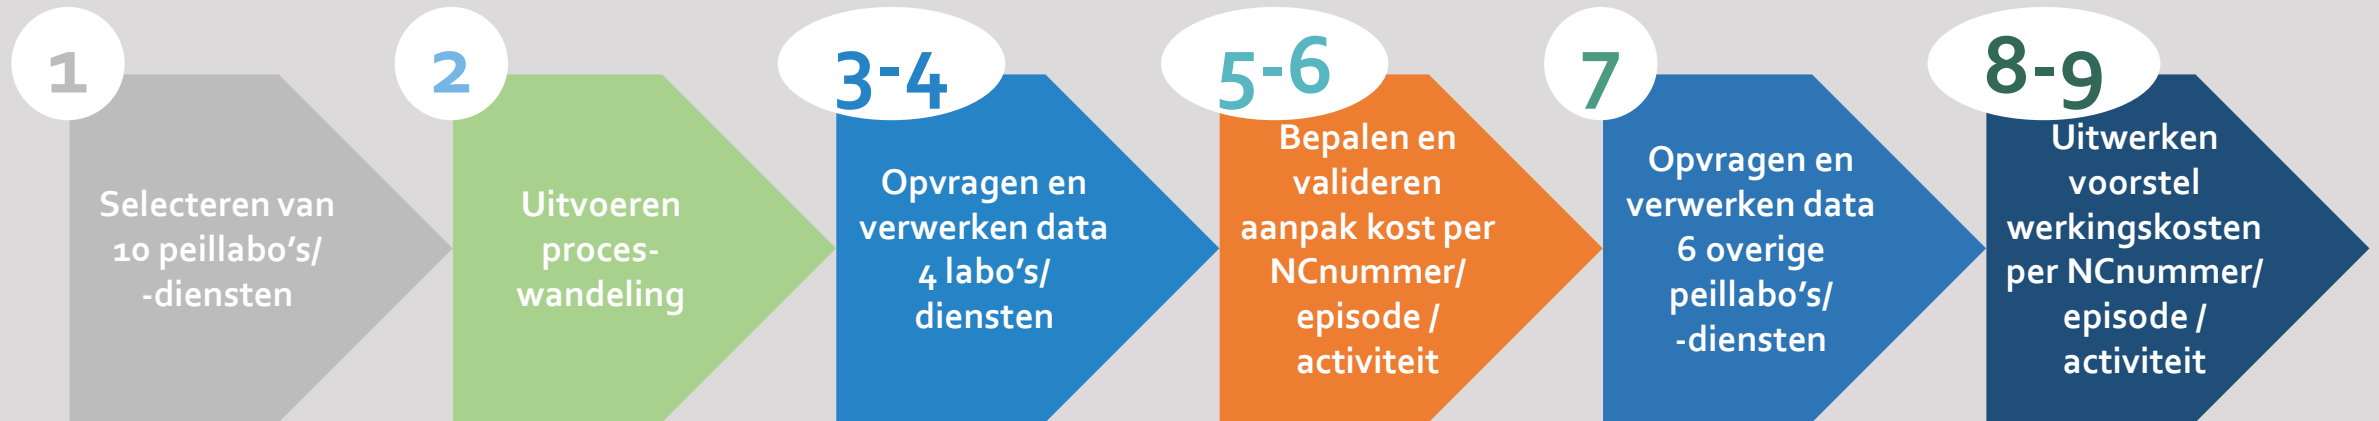 1
Selecteren van
10 peillabo's/
-diensten
2
Uitvoeren
proces-
wandeling
3-4
Opvragen en
verwerken data
4 labo's/
diensten
5-6
Bepalen en
valideren
aanpak kost per
NCnummer/
episode /
activiteit
7
Opvragen en
verwerken data
6 overige
peillabo's/
-diensten
8-9
Uitwerken
voorstel
werkingskosten
per NCnummer/
episode /
activiteit